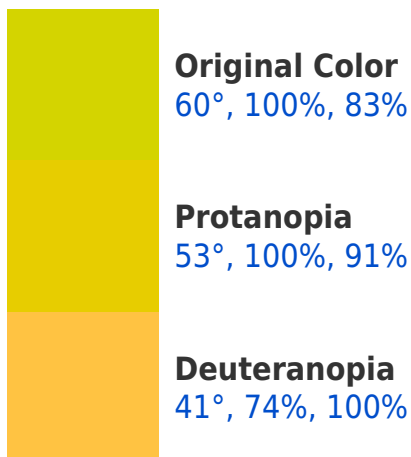 Original Color
60°, 100%, 83%
Protanopia
53°, 100%, 91%
Deuteranopia
41°, 74%, 100%